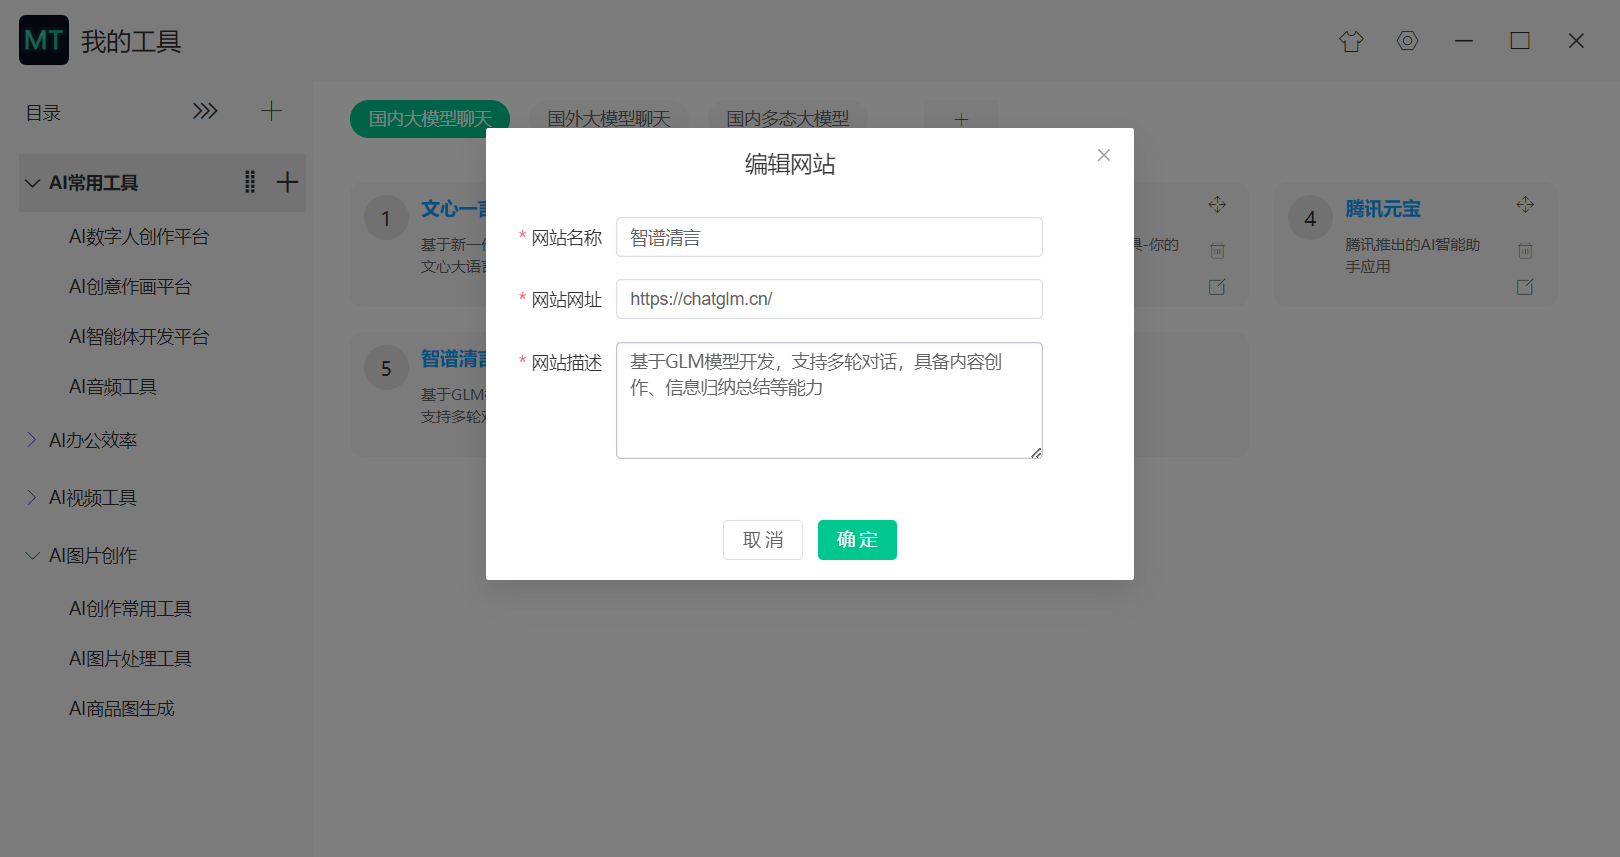 MT 我的工具
目录
国内大模型聊天
国外大模型聊天
国内多态大模型
AI常用工具
AI数字人创作平台
AI创意作画平台
AI智能体开发平台
AI音频工具
AI办公效率
AI视频工具
AI图片创作
AI创作常用工具
AI图片处理工具
AI商品图生成
1
文心一言
基于新一
文心大语
具-你的
4
腾讯元宝
腾讯推出的AI智能助
手应用
5
智谱清言
基于GLM
支持多轮
编辑网站
* 网站名称
智谱清言
* 网站网址
https://chatglm.cn/
* 网站描述
基于GLM模型开发，支持多轮对话，具备内容创
作、信息归纳总结等能力
取消
确定